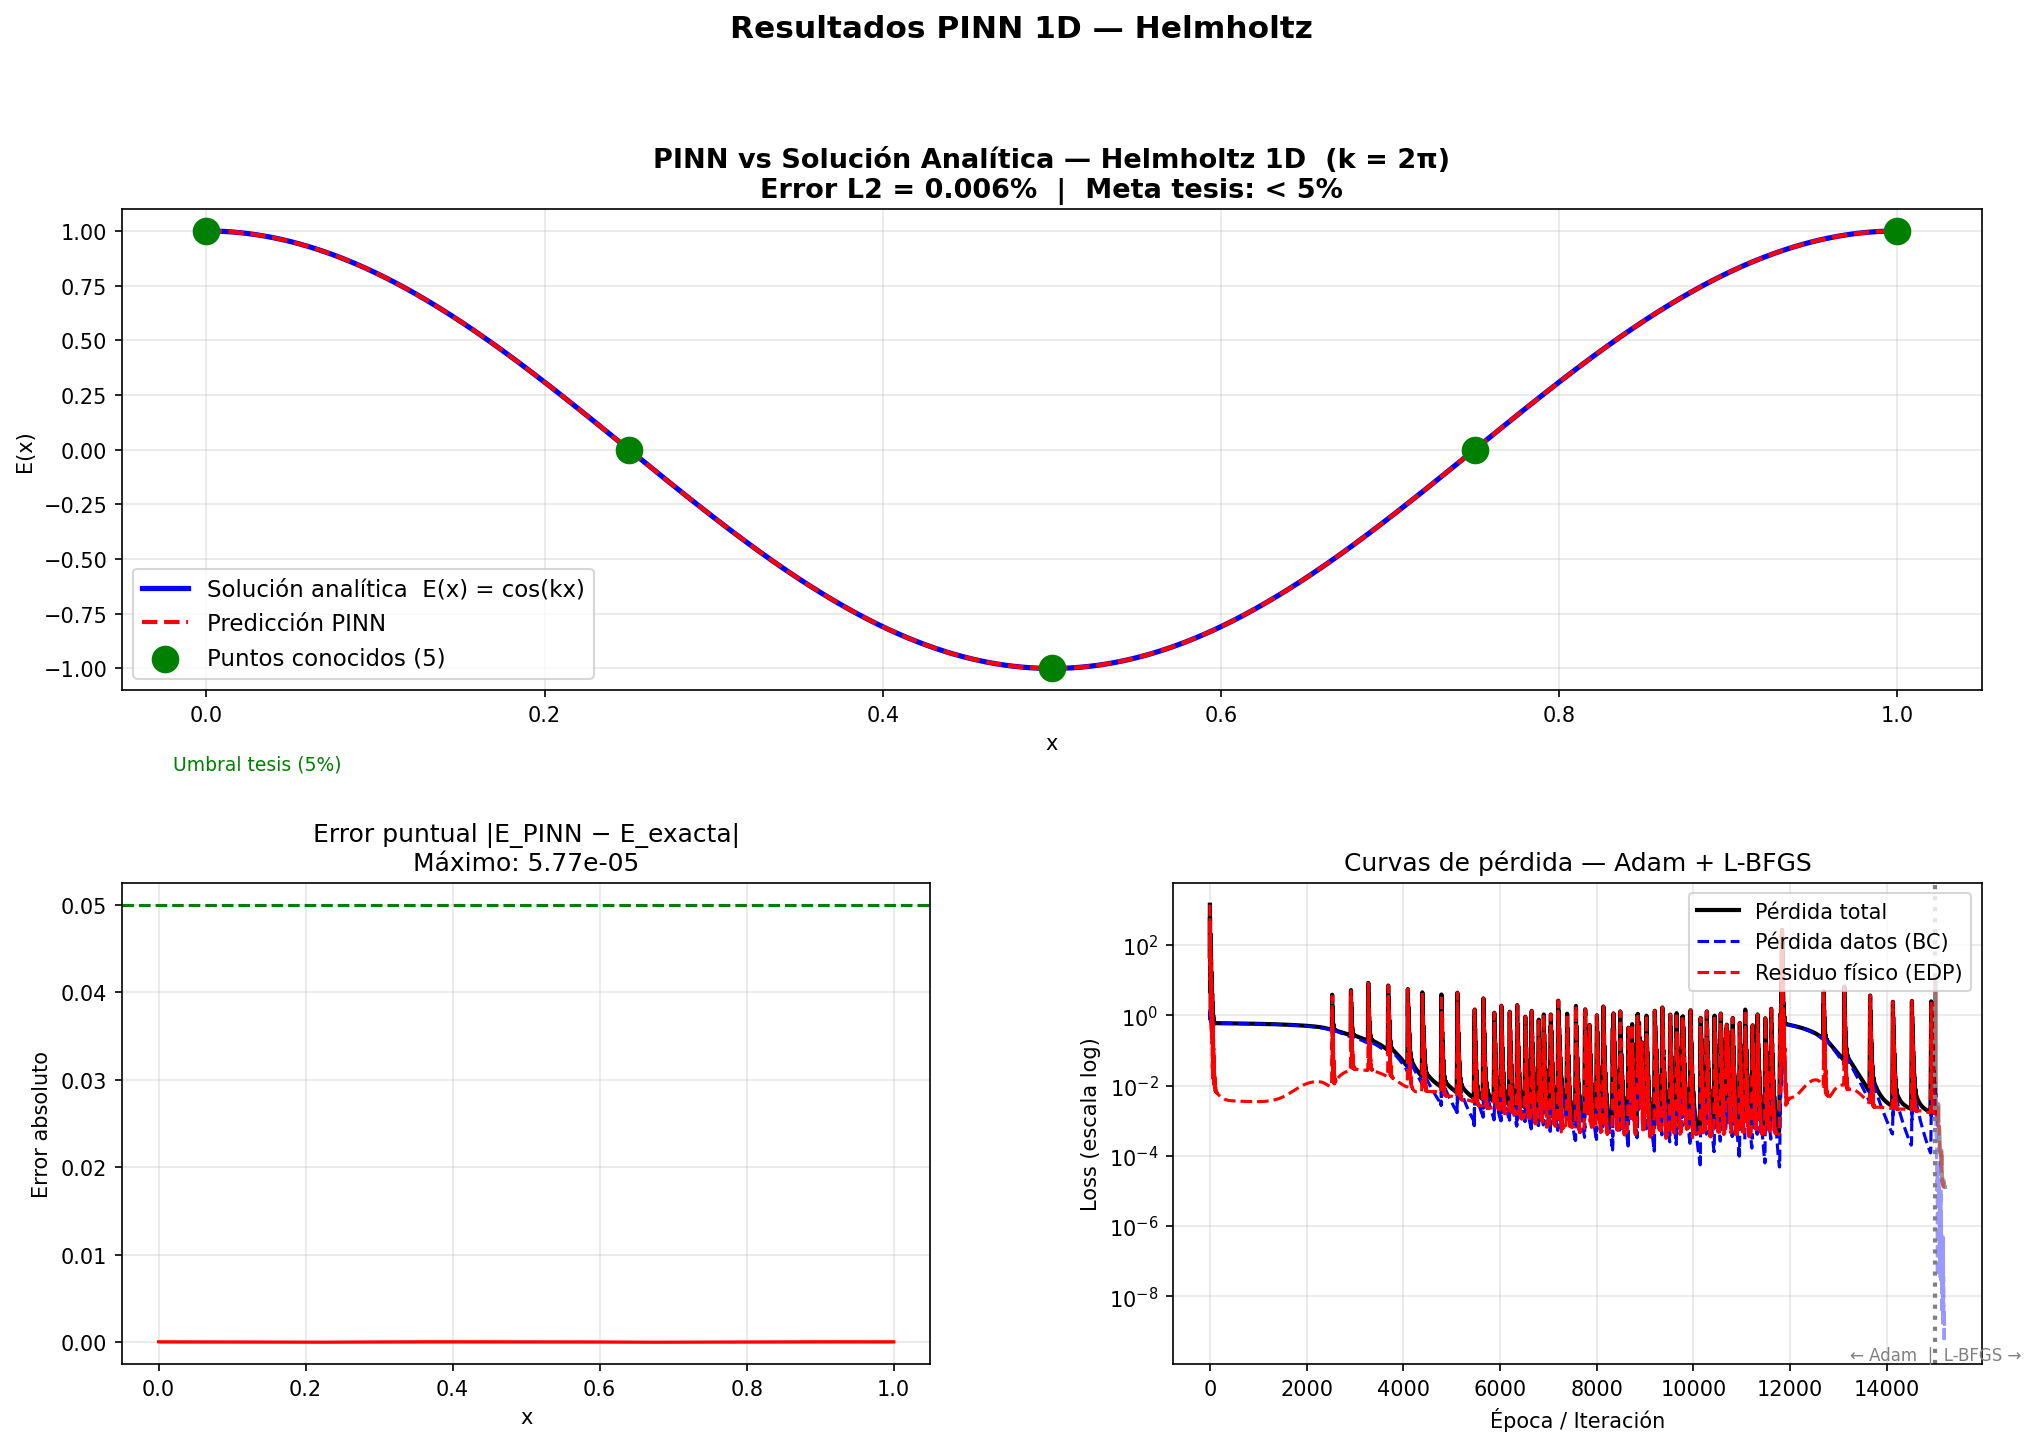 Resultados PINN 1D — Helmholtz
PINN vs Solución Analítica — Helmholtz 1D  (k = 2π)
Error L2 = 0.006%  |  Meta tesis: < 5%
1.00
0.75
0.50
0.25
0.00
−0.25
−0.50
−0.75
−1.00
E(x)
Solución analítica  E(x) = cos(kx)
Predicción PINN
Puntos conocidos (5)
0.0 0.2 0.4 0.6 0.8 1.0
x
Umbral tesis (5%)
Error puntual |E_PINN − E_exacta|
Máximo: 5.77e-05
0.05
0.04
0.03
0.02
0.01
0.00
Error absoluto
0.0 0.2 0.4 0.6 0.8 1.0
x
Curvas de pérdida — Adam + L-BFGS
Pérdida total
Pérdida datos (BC)
Residuo físico (EDP)
10²
10⁰
10⁻²
10⁻⁴
10⁻⁶
10⁻⁸
Loss (escala log)
← Adam  |  L-BFGS →
0 2000 4000 6000 8000 10000 12000 14000
Época / Iteración